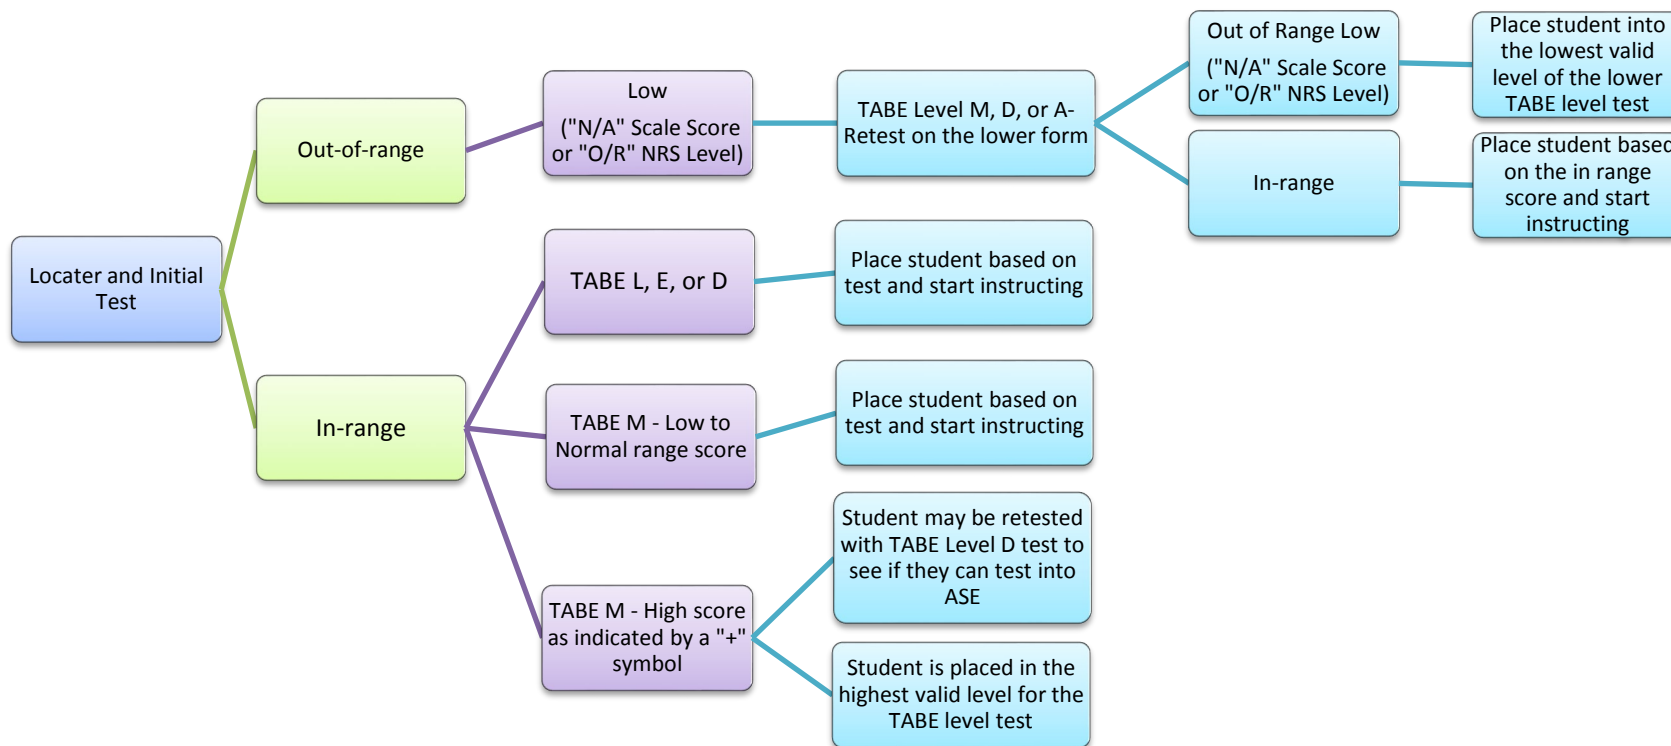 Locater and Initial
Test
Out-of-range
In-range
Low
("N/A" Scale Score
or "O/R" NRS Level)
TABE L, E, or D
TABE M - Low to
Normal range score
TABE M - High score
as indicated by a "+"
symbol
TABE Level M, D, or A-
Retest on the lower form
Place student based on
test and start instructing
Place student based on
test and start instructing
Student may be retested
with TABE Level D test to
see if they can test into
ASE
Student is placed in the
highest valid level for the
TABE level test
Out of Range Low
("N/A" Scale Score
or "O/R" NRS Level)
In-range
Place student into
the lowest valid
level of the lower
TABE level test
Place student based
on the in range
score and start
instructing